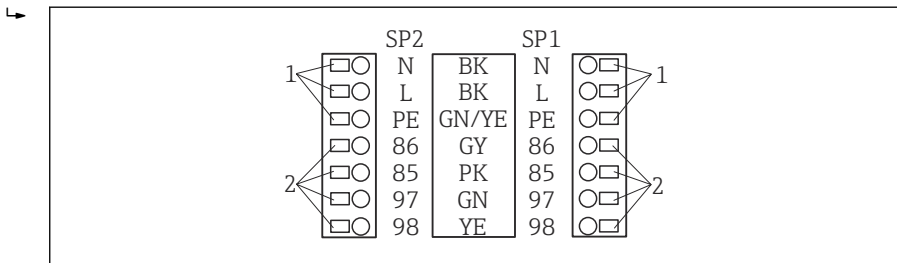 SP2 SP1
1 N BK N 1
L BK L
PE GN/YE PE
86 GY 86
2 85 PK 85 2
97 GN 97
98 YE 98